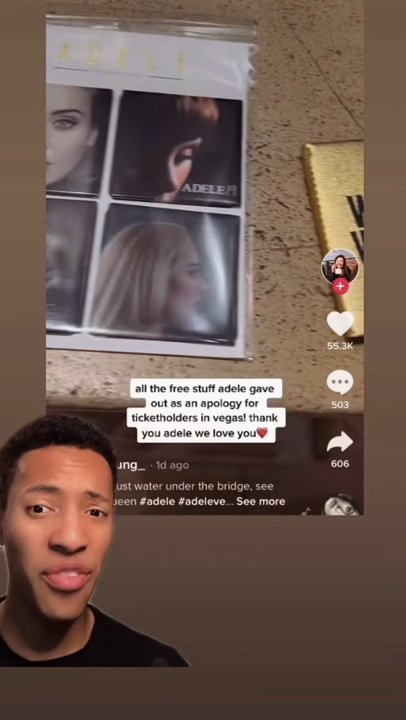 ADELE
ADELE 19
55.3K
all the free stuff adele gave
out as an apology for
ticketholders in vegas! thank
you adele we love you❤️
503
606
ung_ · 1d ago
ust water under the bridge, see
ueen #adele #adeleve... See more